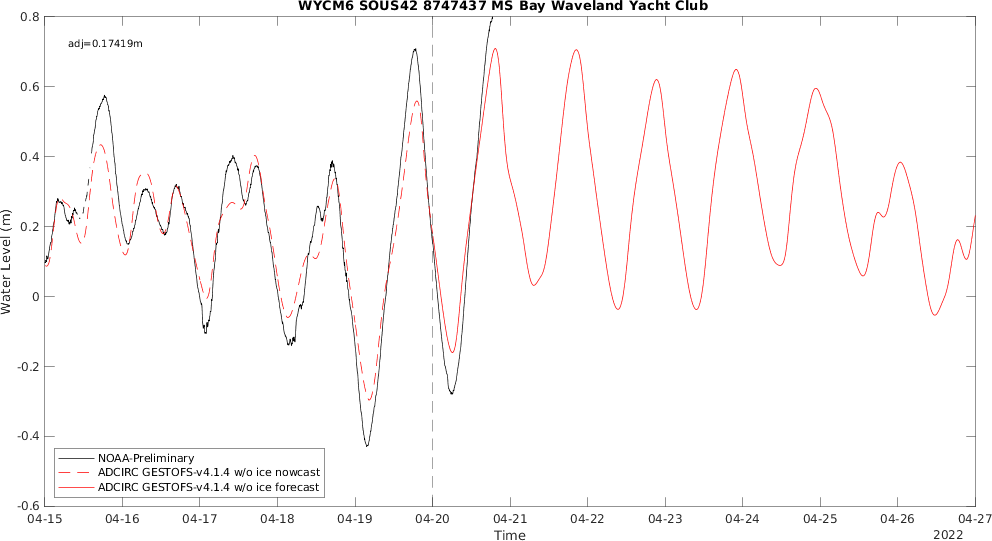 WYCM6 SOUS42 8747437 MS Bay Waveland Yacht Club
adj=0.17419m
0.8
0.6
0.4
0.2
0
-0.2
-0.4
-0.6
Water Level (m)
NOAA-Preliminary
ADCIRC GESTOFS-v4.1.4 w/o ice nowcast
ADCIRC GESTOFS-v4.1.4 w/o ice forecast
04-15 04-16 04-17 04-18 04-19 04-20 04-21 04-22 04-23 04-24 04-25 04-26 04-27
Time
2022